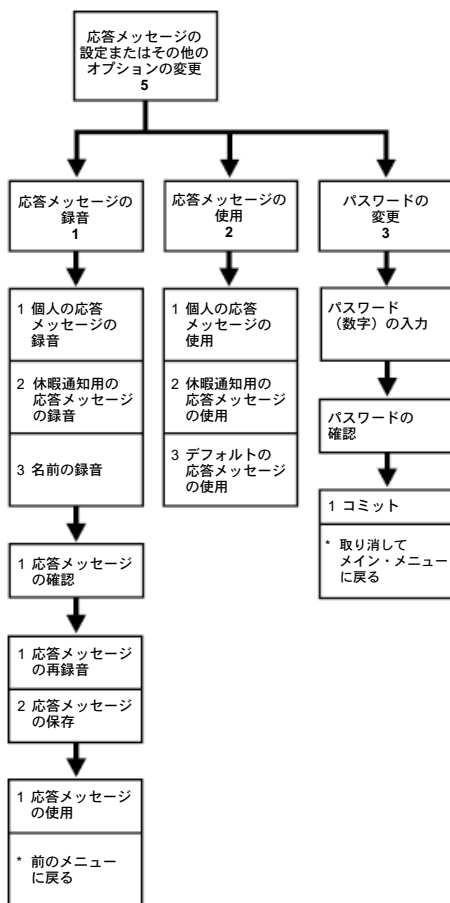 応答メッセージの
設定またはその他の
オプションの変更
5
応答メッセージの
録音
1
応答メッセージの
使用
2
パスワードの
変更
3
1 個人の応答
メッセージの
録音
2 休暇通知用の
応答メッセージ
の録音
3 名前の録音
1 応答メッセージ
の確認
1 応答メッセージ
の再録音
2 応答メッセージ
の保存
1 応答メッセージ
の使用
* 前のメニュー
に戻る
1 個人の応答
メッセージの
使用
2 休暇通知用の
応答メッセージ
の使用
3 デフォルトの
応答メッセージ
の使用
パスワード
（数字）の入力
パスワードの
確認
1 コミット
* 取り消して
メイン・メニュー
に戻る